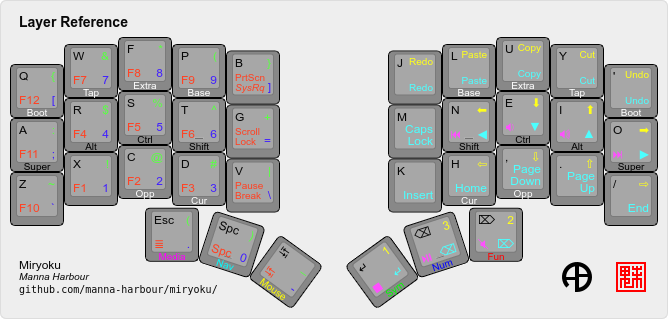 Layer Reference
Q {
F12 [
Boot
W &
F7 7
Tap
E *
F8 8
Extra
R
F9 9
Base
B }
PrtScn
SysRq ]
J Redo
Redo
L Paste
Paste
Base
U Copy
Copy
Extra
Y Cut
Cut
Tap
' Undo
Undo
Boot
A :
F11 ;
Super
R $
F4 4
Alt
S %
F5 5
Ctrl
T ^
F6 6
Shift
G +
Scroll
Lock =
M
Caps
Lock
N
Shift
E
Ctrl
I
Alt
O
Super
Z ~
F10 `
X !
F1 1
C @
F2 2
Opp
D #
F3 3
Cur
V |
Pause
Break \
K
Insert
H
Home
Cur
,
Page
Down
Opp
.
Page
Up
/
End
Esc (
.
Media
Spc )
Spc 0
Nav
Mouse
1
3
Num
2
Fun
Miryoku
Manna Harbour
github.com/manna-harbour/miryoku/